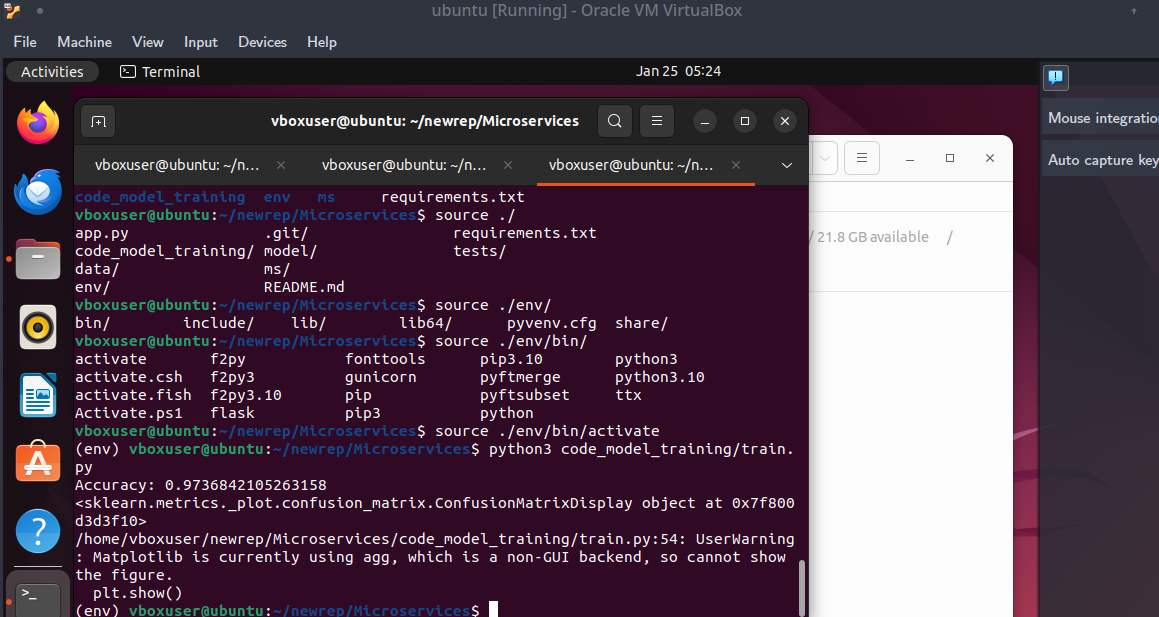 ubuntu [Running] - Oracle VM VirtualBox
File Machine View Input Devices Help
Activities Terminal Jan 25 05:24
Mouse integratio
Auto capture key
vboxuser@ubuntu: ~/newrep/Microservices
vboxuser@ubuntu: ~/n... vboxuser@ubuntu: ~/n... vboxuser@ubuntu: ~/n...
/ 21.8 GB available /
code_model_training env ms requirements.txt
vboxuser@ubuntu:~/newrep/Microservices$ source ./
app.py .git/ requirements.txt
code_model_training/ model/ tests/
data/ ms/
env/ README.md
vboxuser@ubuntu:~/newrep/Microservices$ source ./env/
bin/ include/ lib/ lib64/ pyvenv.cfg share/
vboxuser@ubuntu:~/newrep/Microservices$ source ./env/bin/
activate f2py fonttools pip3.10 python3
activate.csh f2py3 gunicorn pyftmerge python3.10
activate.fish f2py3.10 pip pyftsubset ttx
Activate.ps1 flask pip3 python
vboxuser@ubuntu:~/newrep/Microservices$ source ./env/bin/activate
(env) vboxuser@ubuntu:~/newrep/Microservices$ python3 code_model_training/train.
py
Accuracy: 0.9736842105263158
<sklearn.metrics._plot.confusion_matrix.ConfusionMatrixDisplay object at 0x7f800
d3d3f10>
/home/vboxuser/newrep/Microservices/code_model_training/train.py:54: UserWarning
: Matplotlib is currently using agg, which is a non-GUI backend, so cannot show
the figure.
plt.show()
(env) vboxuser@ubuntu:~/newrep/Microservices$